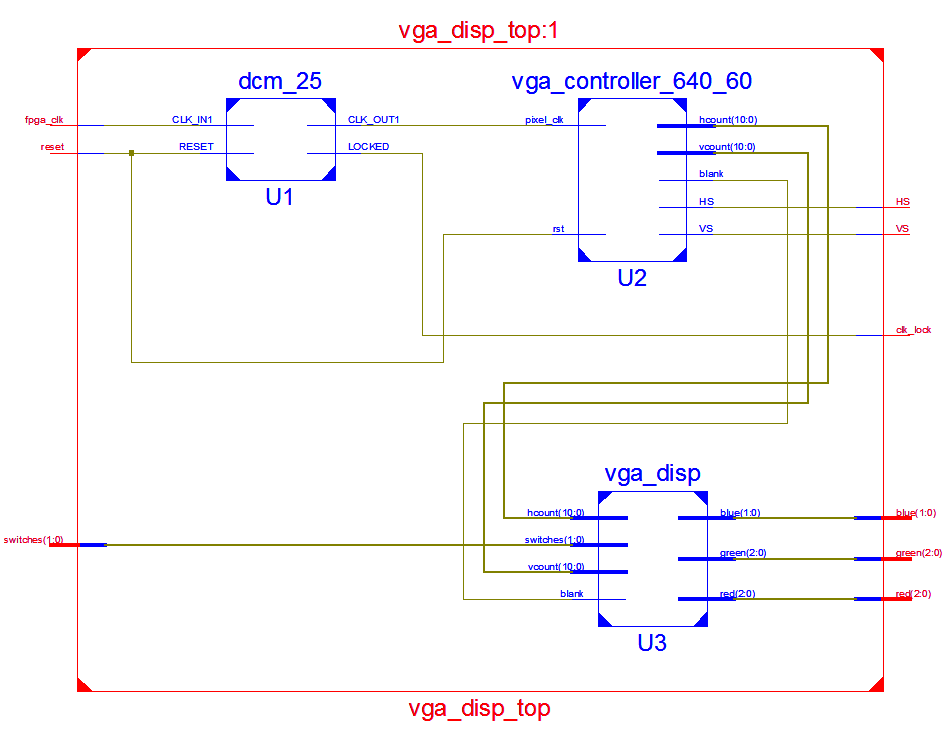 vga_disp_top:1
dcm_25
vga_controller_640_60
fpga_clk
CLK_IN1
CLK_OUT1
pixel_clk
hcount(10:0)
reset
RESET
LOCKED
vcount(10:0)
blank
U1
HS
HS
rst
VS
VS
U2
clk_lock
vga_disp
hcount(10:0)
blue(1:0)
blue(1:0)
switches(1:0)
switches(1:0)
green(2:0)
green(2:0)
vcount(10:0)
blank
red(2:0)
red(2:0)
U3
vga_disp_top